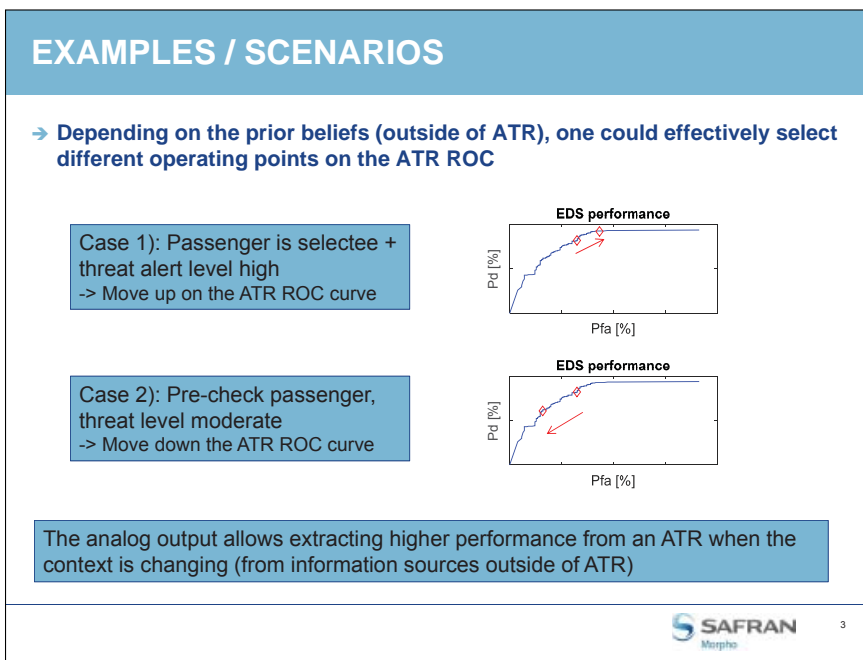 EXAMPLES / SCENARIOS
➔ Depending on the prior beliefs (outside of ATR), one could effectively select
different operating points on the ATR ROC
Case 1): Passenger is selectee +
threat alert level high
-> Move up on the ATR ROC curve
EDS performance
Pd [%]
Pfa [%]
Case 2): Pre-check passenger,
threat level moderate
-> Move down the ATR ROC curve
EDS performance
Pd [%]
Pfa [%]
The analog output allows extracting higher performance from an ATR when the
context is changing (from information sources outside of ATR)
SAFRAN
Morpho
3